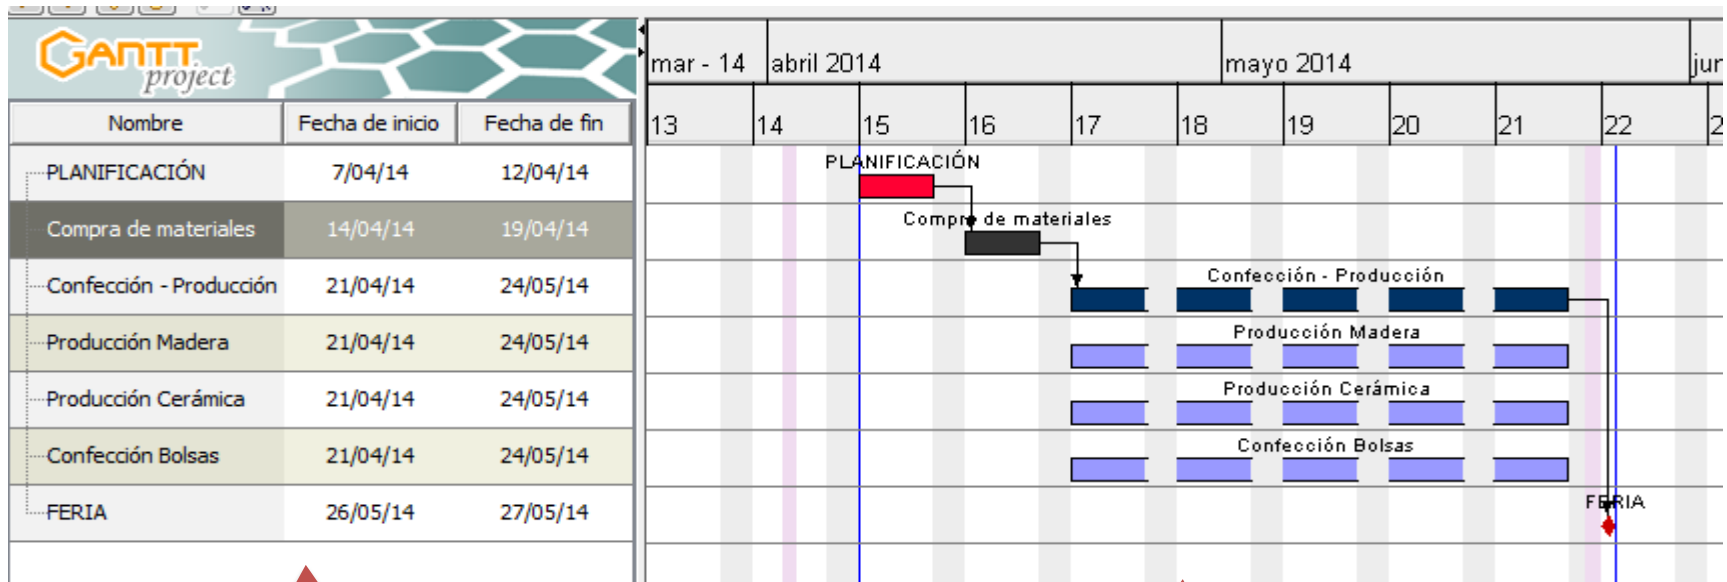 GANTT
project
mar - 14 abril 2014 mayo 2014 jun
Nombre Fecha de inicio Fecha de fin 13 14 15 16 17 18 19 20 21 22 2
PLANIFICACIÓN 7/04/14 12/04/14 PLANIFICACIÓN
Compra de materiales 14/04/14 19/04/14 Compra de materiales
Confección - Producción 21/04/14 24/05/14 Confección - Producción
Producción Madera 21/04/14 24/05/14 Producción Madera
Producción Cerámica 21/04/14 24/05/14 Producción Cerámica
Confección Bolsas 21/04/14 24/05/14 Confección Bolsas
FERIA 26/05/14 27/05/14 FERIA